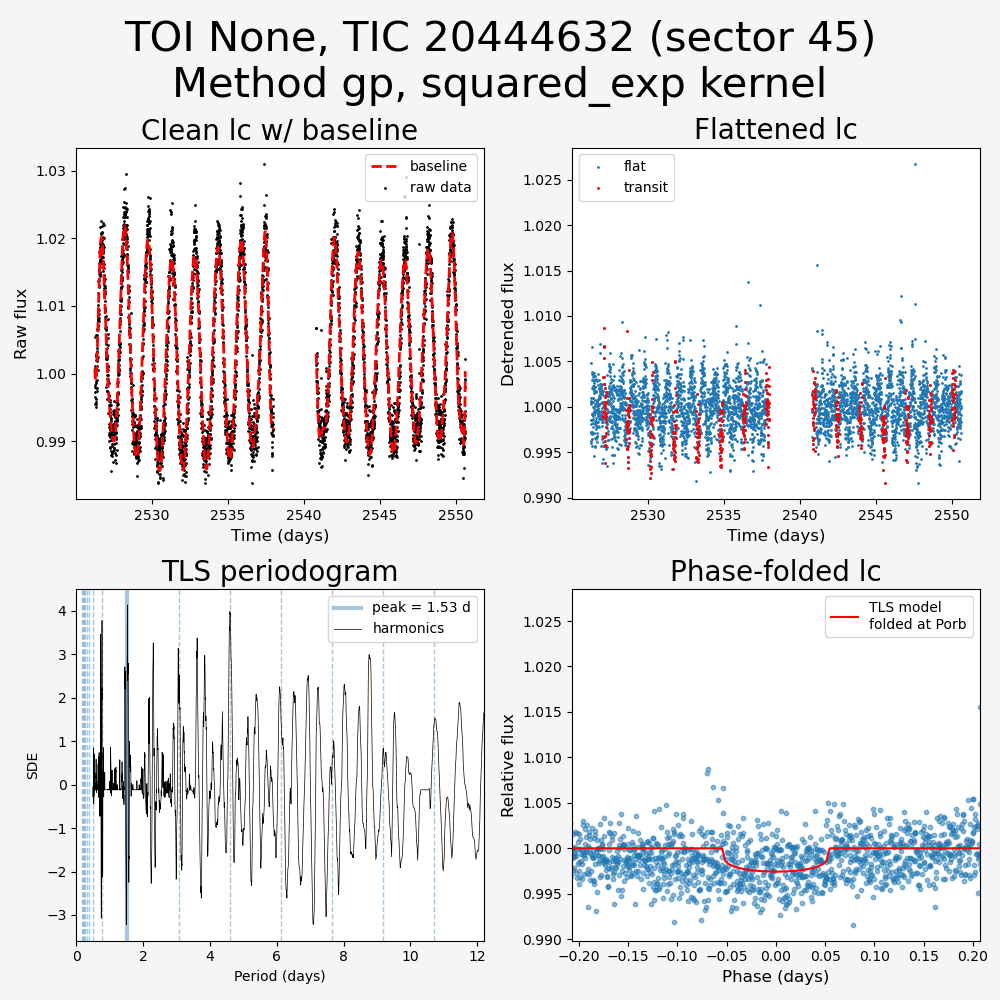 TOI None, TIC 20444632 (sector 45)
Method gp, squared_exp kernel
Clean lc w/ baseline
Raw flux
1.03
1.02
1.01
1.00
0.99
baseline
raw data
2530
2535
2540
2545
2550
Time (days)
Flattened lc
Detrended flux
1.025
1.020
1.015
1.010
1.005
1.000
0.995
0.990
flat
transit
2530
2535
2540
2545
2550
Time (days)
TLS periodogram
SDE
4
3
2
1
0
−1
−2
−3
peak = 1.53 d
harmonics
0
2
4
6
8
10
12
Period (days)
Phase-folded lc
Relative flux
1.025
1.020
1.015
1.010
1.005
1.000
0.995
0.990
TLS model
folded at Porb
−0.20
−0.15
−0.10
−0.05
0.00
0.05
0.10
0.15
0.20
Phase (days)